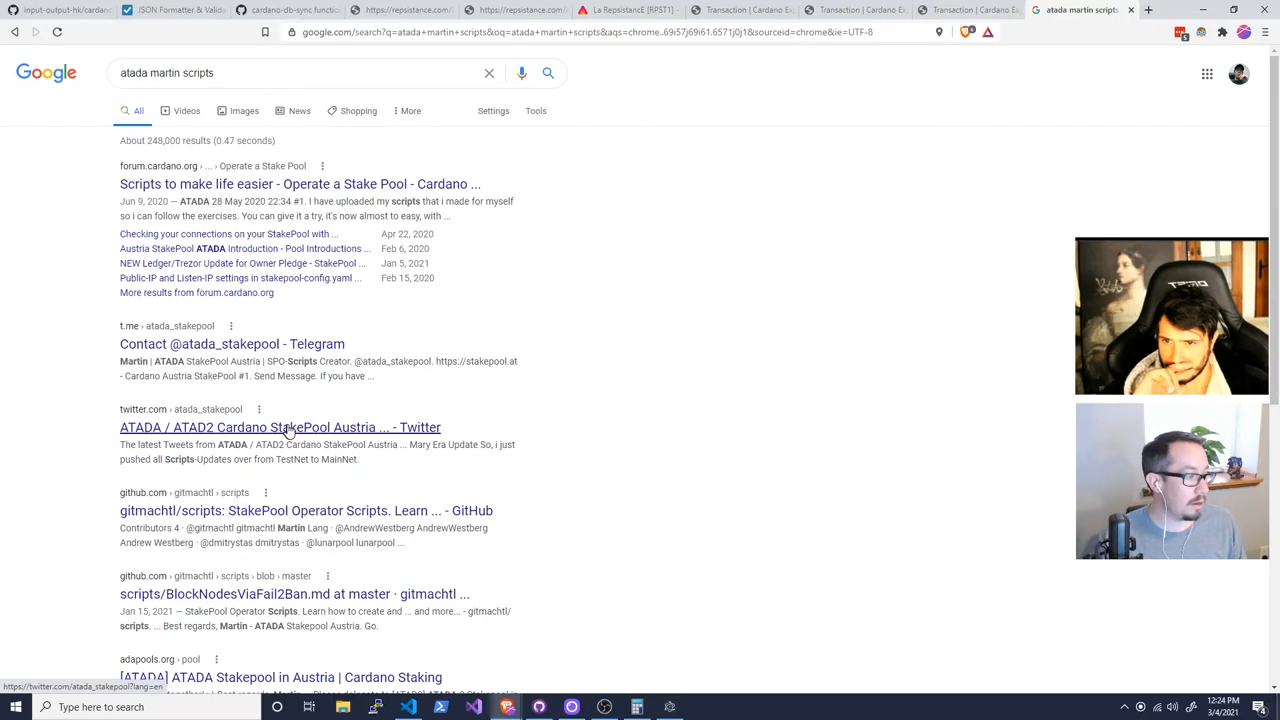 input-output-hk/cardano
JSON Formatter & Valida
cardano-db-sync function
https://repsistance.com/
https://repsistance.com/
La RepsistancE [RPST1] -
Transaction | Cardano Ex
Transaction | Cardano Ex
Transaction | Cardano Ex
atada martin scripts
google.com/search?q=atada+martin+scripts&oq=atada+martin+scripts&aqs=chrome..69i57j69i61.6571j0j1&sourceid=chrome&ie=UTF-8
Google
atada martin scripts
All
Videos
Images
News
Shopping
More
Settings
Tools
About 248,000 results (0.47 seconds)
forum.cardano.org › ... › Operate a Stake Pool
Scripts to make life easier - Operate a Stake Pool - Cardano ...
Jun 9, 2020 — ATADA 28 May 2020 22:34 #1. I have uploaded my scripts that i made for myself
so i can follow the exercises. You can give it a try, it's now almost to easy, with ...
Checking your connections on your StakePool with ... Apr 22, 2020
Austria StakePool ATADA Introduction - Pool Introductions ... Feb 6, 2020
NEW Ledger/Trezor Update for Owner Pledge - StakePool ... Jan 5, 2021
Public-IP and Listen-IP settings in stakepool-config.yaml ... Feb 15, 2020
More results from forum.cardano.org
t.me › atada_stakepool
Contact @atada_stakepool - Telegram
Martin | ATADA StakePool Austria | SPO-Scripts Creator. @atada_stakepool. https://stakepool.at
- Cardano Austria StakePool #1. Send Message. If you have ...
twitter.com › atada_stakepool
ATADA / ATAD2 Cardano StakePool Austria ... - Twitter
The latest Tweets from ATADA / ATAD2 Cardano StakePool Austria ... Mary Era Update So, i just
pushed all Scripts-Updates over from TestNet to MainNet.
github.com › gitmachtl › scripts
gitmachtl/scripts: StakePool Operator Scripts. Learn ... - GitHub
Contributors 4 · @gitmachtl gitmachtl Martin Lang · @AndrewWestberg AndrewWestberg
Andrew Westberg · @dmitrystas dmitrystas · @lunarpool lunarpool ...
github.com › gitmachtl › scripts › blob › master
scripts/BlockNodesViaFail2Ban.md at master · gitmachtl ...
Jan 15, 2021 — StakePool Operator Scripts. Learn how to create and ... and more... - gitmachtl/
scripts. ... Best regards, Martin - ATADA Stakepool Austria. Go.
adapools.org › pool
[ATADA] ATADA Stakepool in Austria | Cardano Staking
https://twitter.com/atada_stakepool?lang=en
Type here to search
12:24 PM
3/4/2021